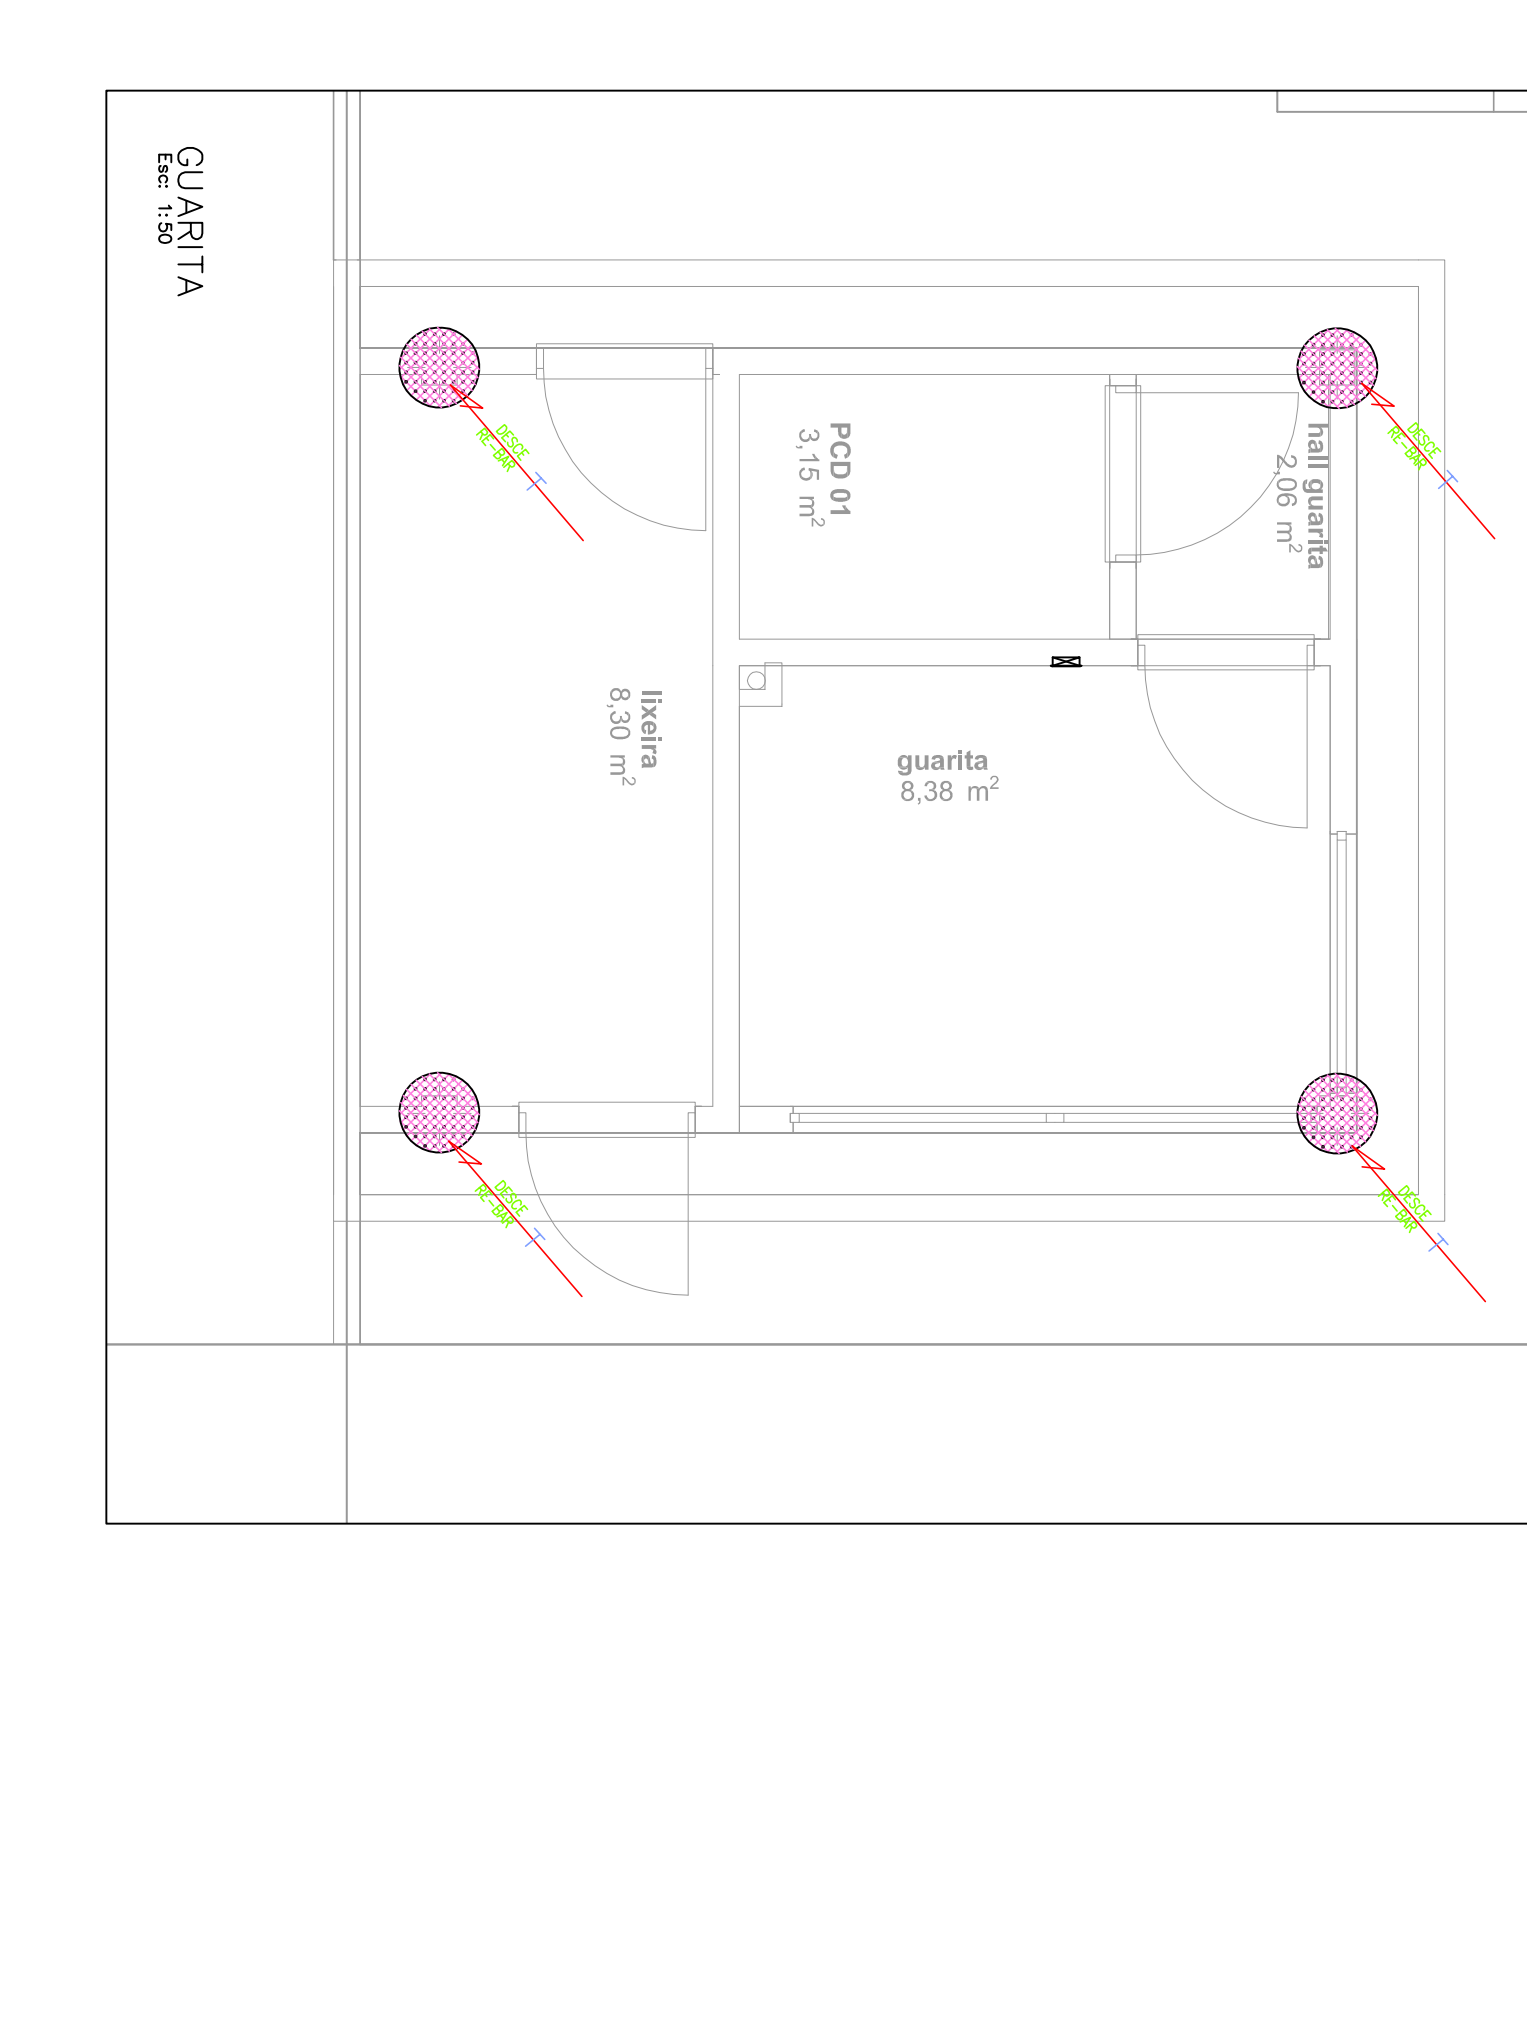 GUARITA
Esc: 1:50
PCD 01
3,15 m²
hall guarita
2,06 m²
lixeira
8,30 m²
guarita
8,38 m²
DESCE
RE-BAR
T
DESCE
RE-BAR
T
DESCE
RE-BAR
T
DESCE
RE-BAR
T